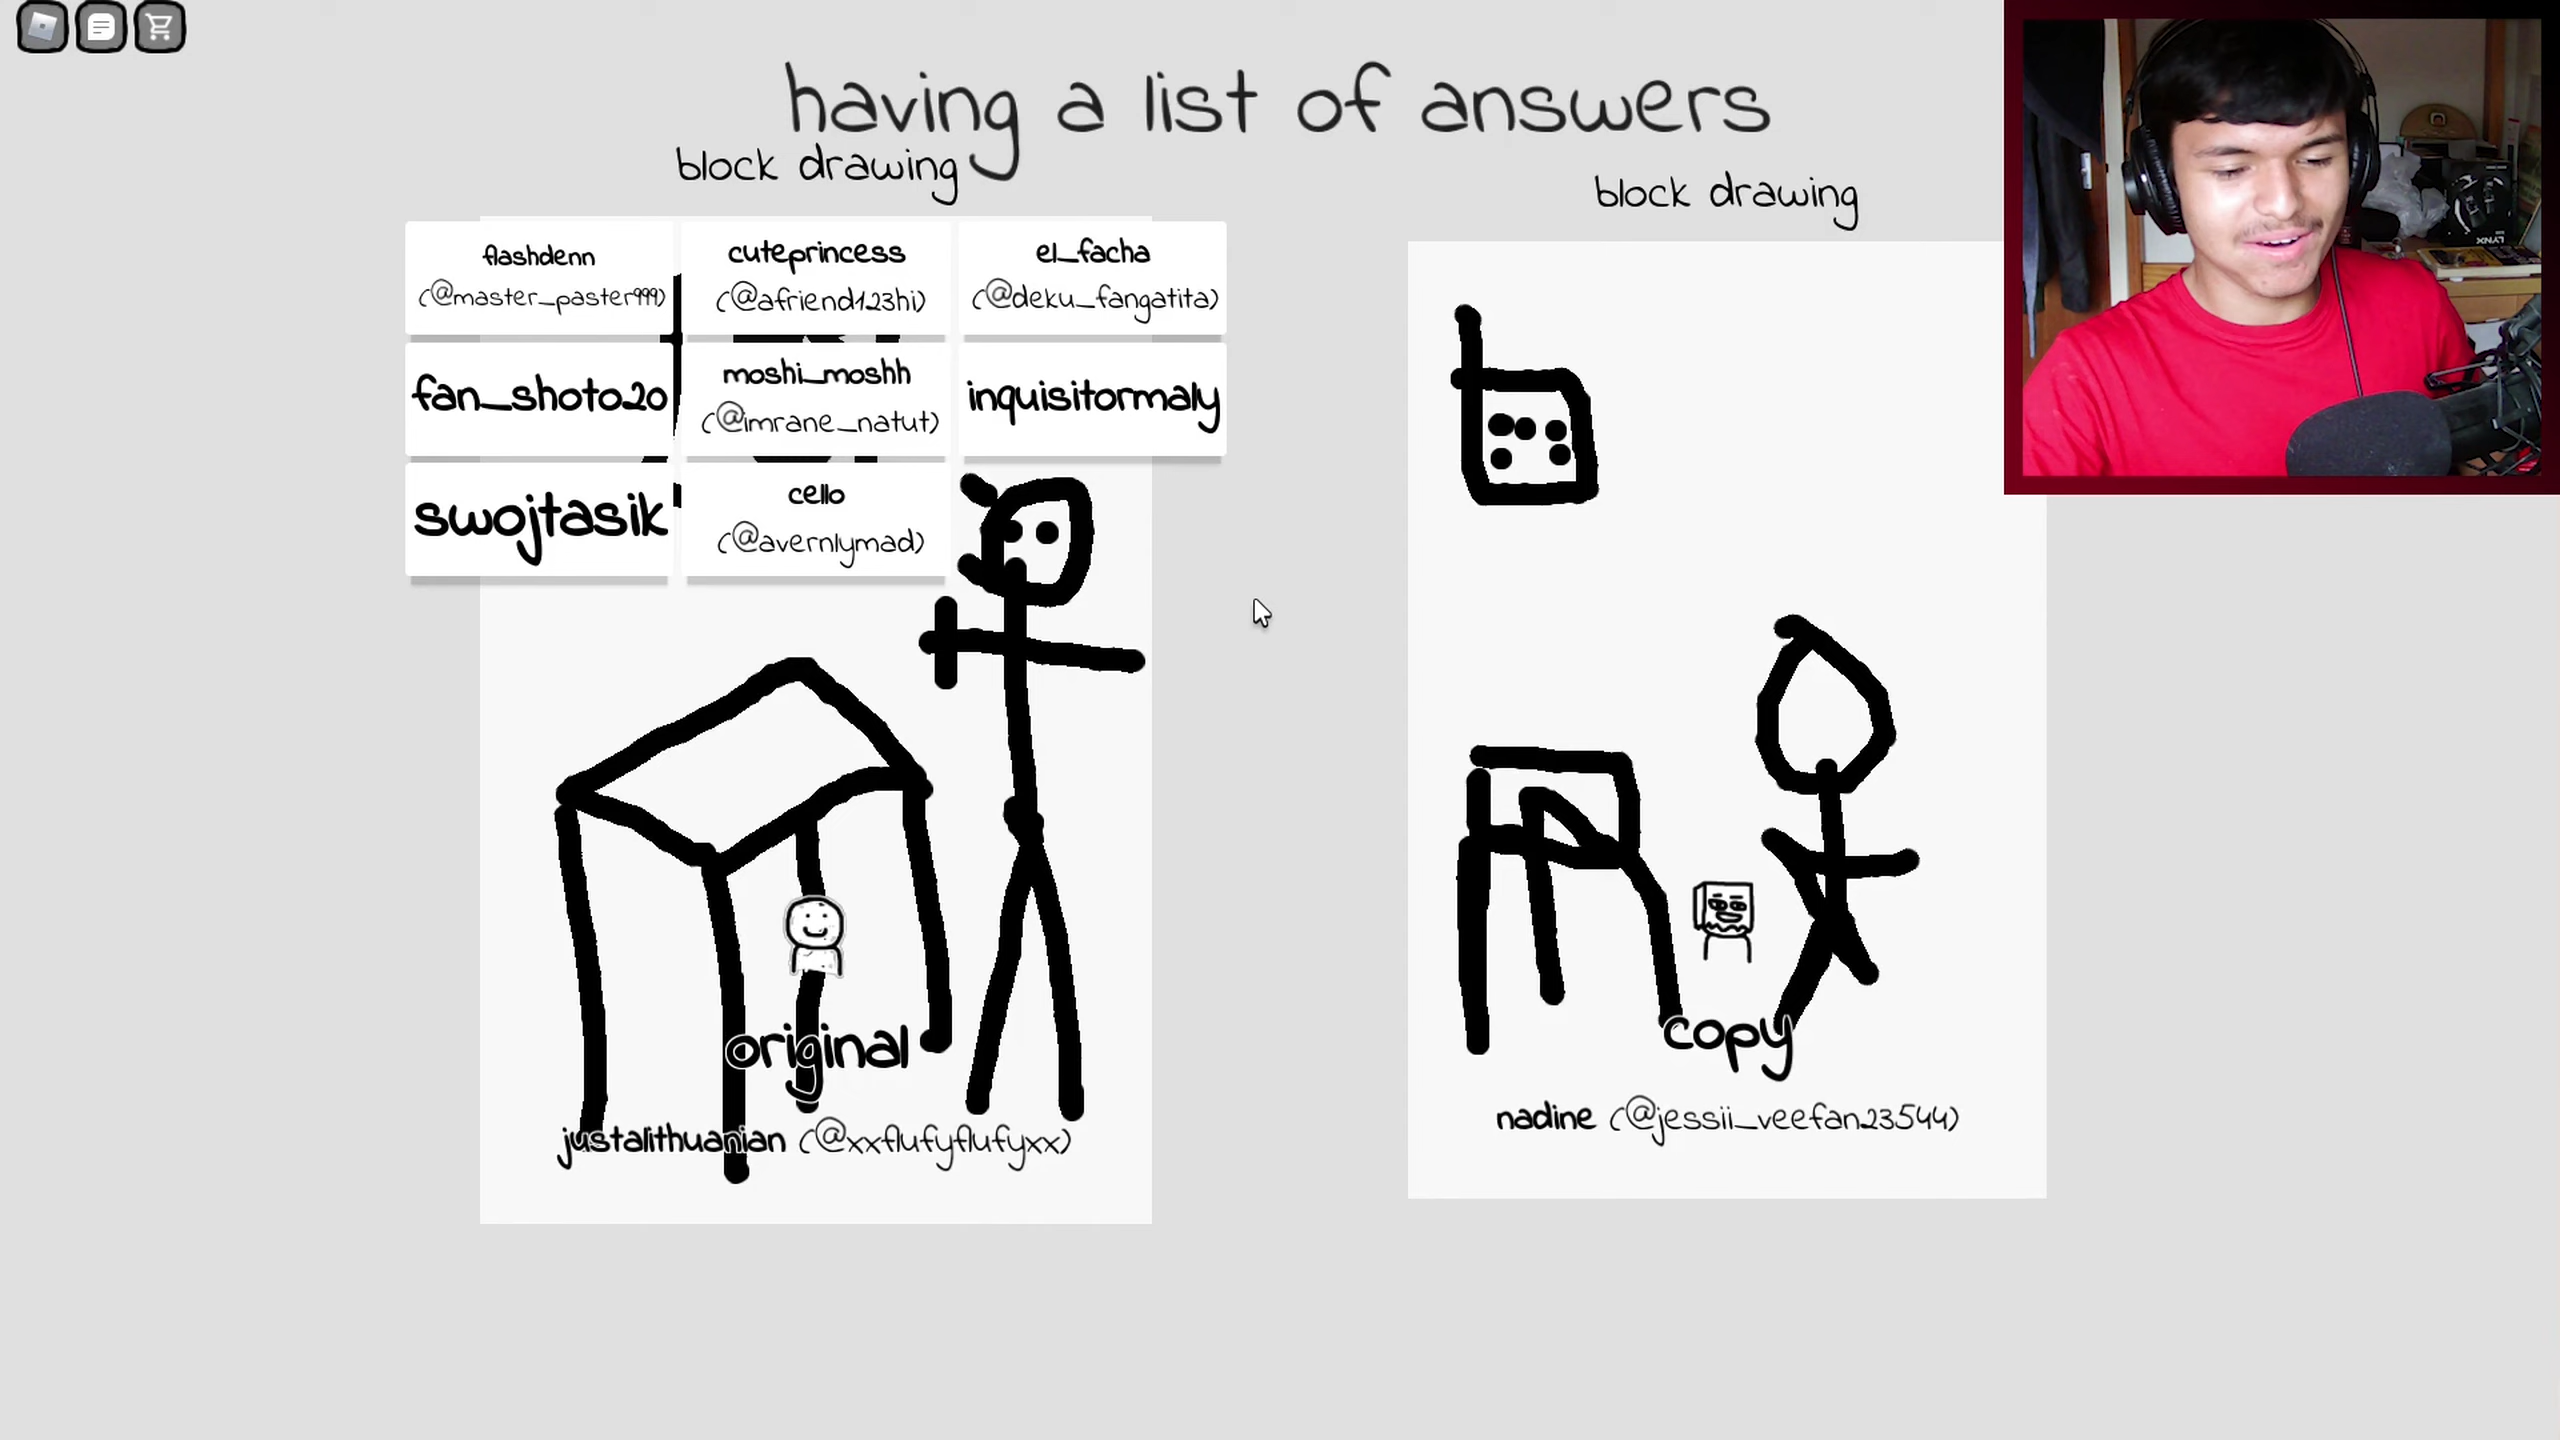 having a list of answers
block drawing
block drawing
flashdenn
(@master_paster999)
cuteprincess
(@afriend123hi)
el_facha
(@deku_fangatita)
fan_shoto20
moshi_moshh
(@imrane_natut)
inquisitormaly
swojtasik
cello
(@avernlymad)
original
justalithuanian (@xxflufyflufyxx)
copy
nadine (@jessii_veefan23544)
LYNX